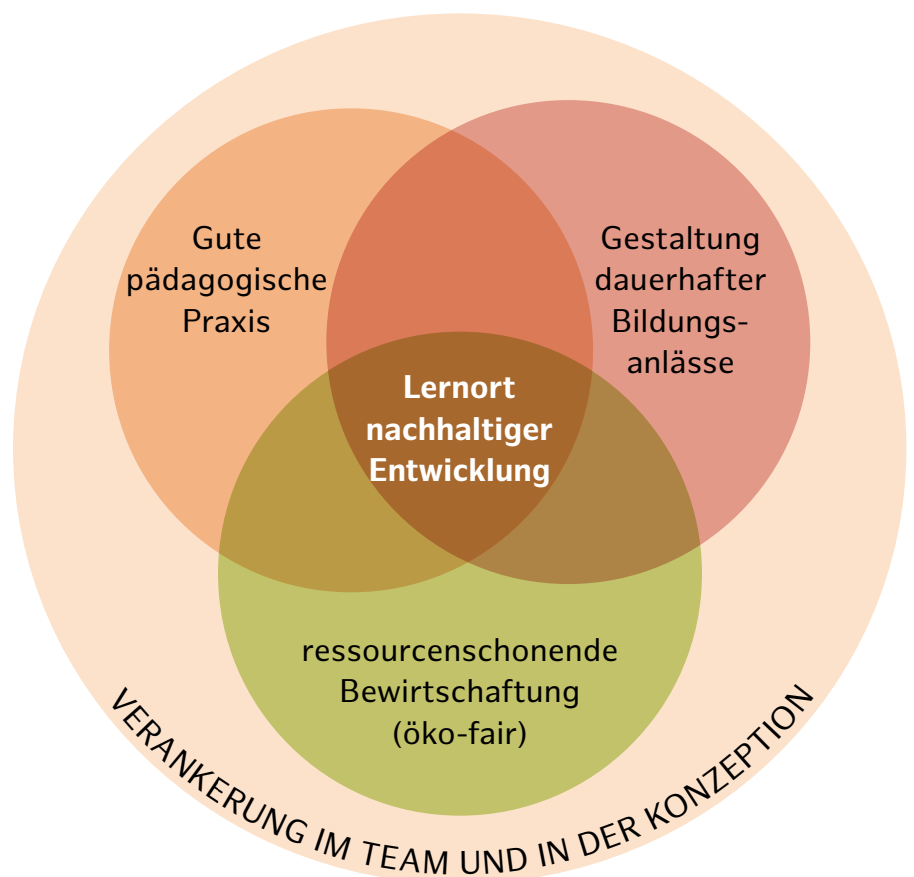 Gute
pädagogische
Praxis
Gestaltung
dauerhafter
Bildungs-
anlässe
Lernort
nachhaltiger
Entwicklung
ressourcenschonende
Bewirtschaftung
(öko-fair)
VERANKERUNG IM TEAM UND IN DER KONZEPTION